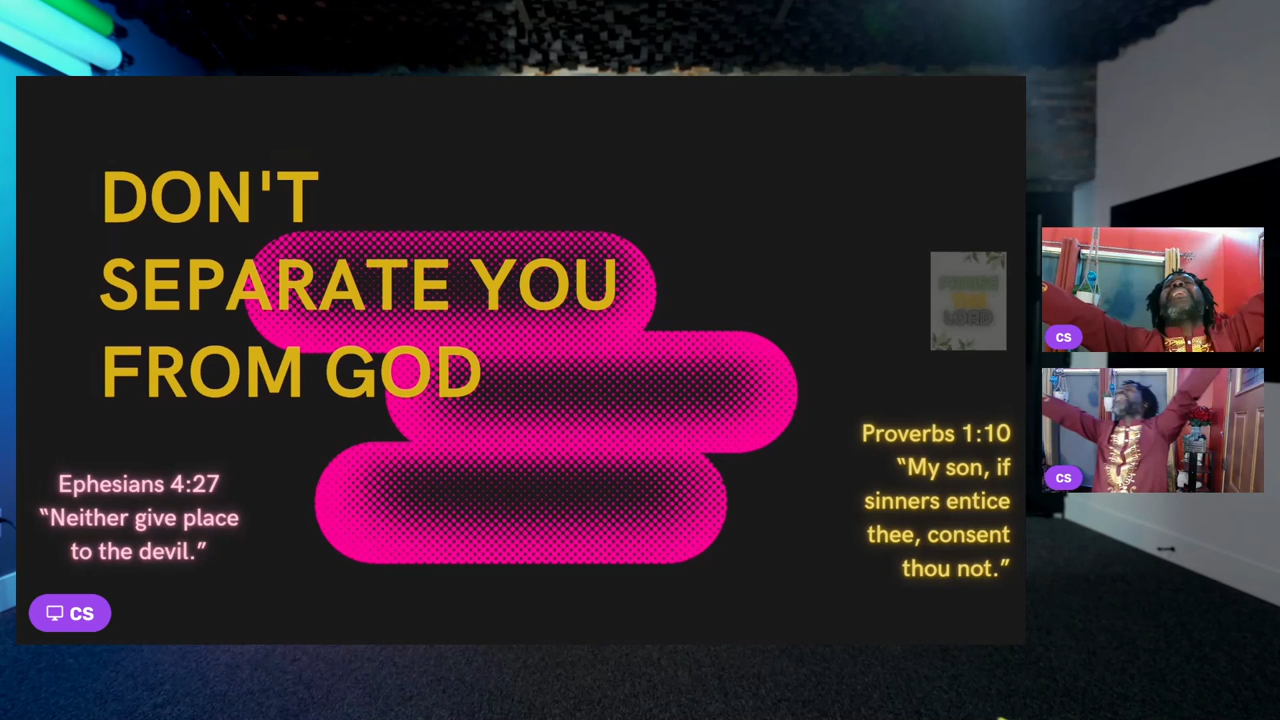 DON'T
SEPARATE YOU
FROM GOD
Ephesians 4:27
“Neither give place
to the devil.”
LORD
Proverbs 1:10
“My son, if
sinners entice
thee, consent
thou not.”
CS
CS
CS